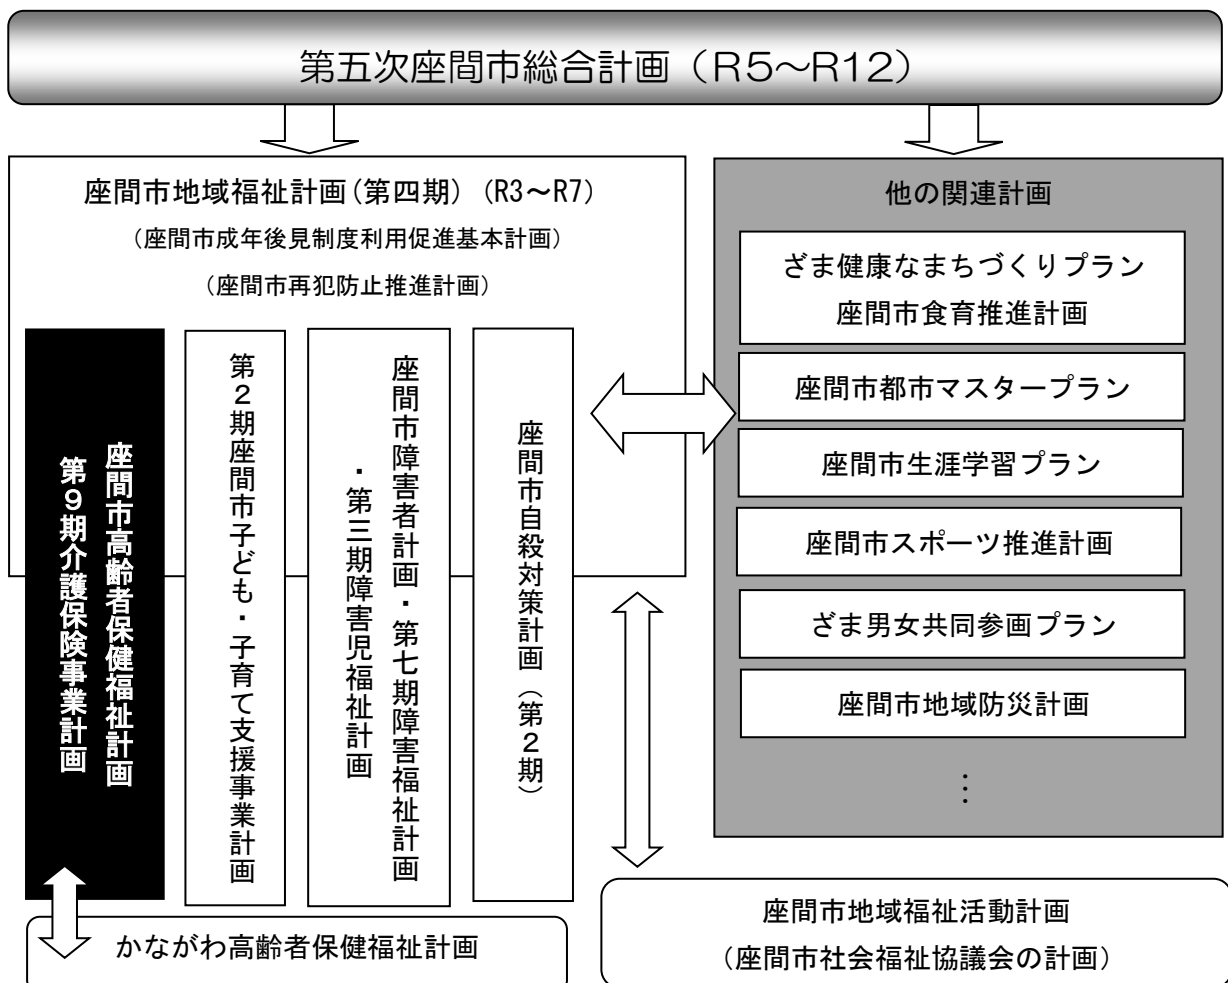 第五次座間市総合計画（R5～R12）
座間市地域福祉計画（第四期）（R3～R7）
（座間市成年後見制度利用促進基本計画）
（座間市再犯防止推進計画）
座間市高齢者保健福祉計画
第９期介護保険事業計画
第２期座間市子ども・子育て支援事業計画
座間市障害者計画・第七期障害福祉計画
・第三期障害児福祉計画
座間市自殺対策計画（第２期）
他の関連計画
ざま健康なまちづくりプラン
座間市食育推進計画
座間市都市マスタープラン
座間市生涯学習プラン
座間市スポーツ推進計画
ざま男女共同参画プラン
座間市地域防災計画
…
かながわ高齢者保健福祉計画
座間市地域福祉活動計画
（座間市社会福祉協議会の計画）